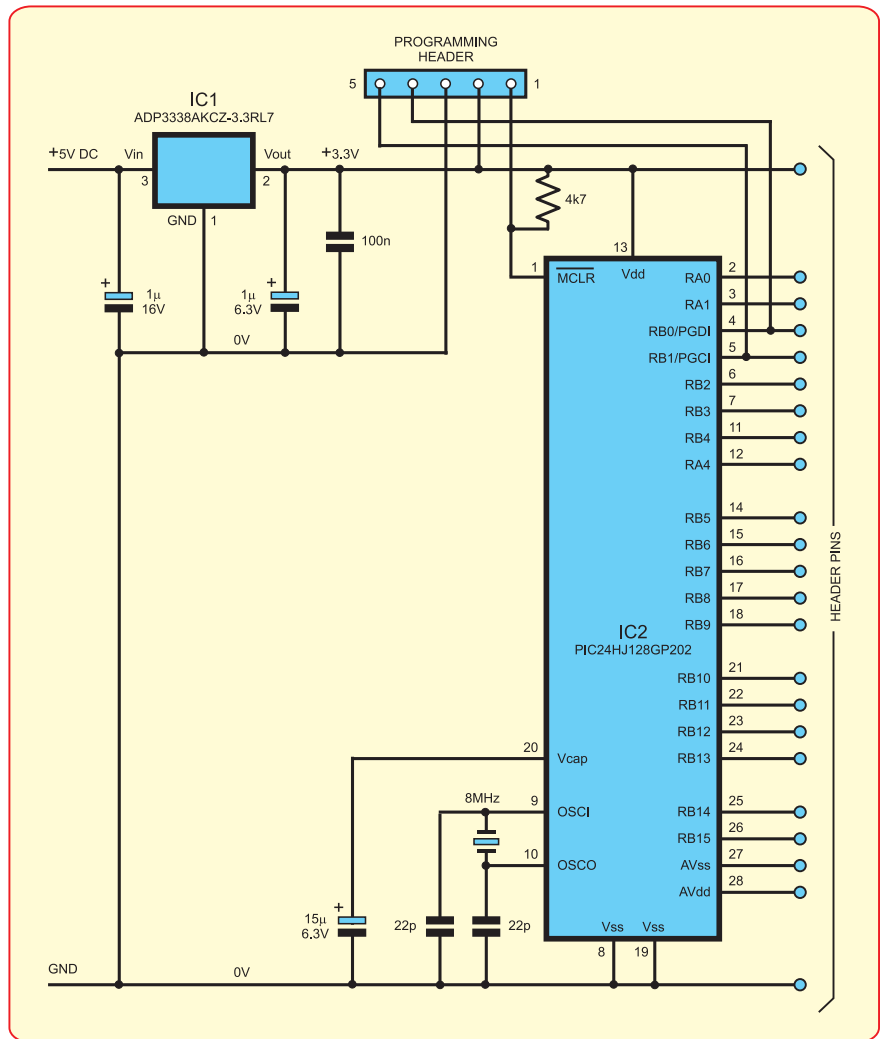 PROGRAMMING
HEADER
5
1
IC1
ADP3338AKCZ-3.3RL7
+5V DC
Vin
Vout
+3.3V
3
2
GND
1
4k7
100n
+
1µ
16V
+
1µ
6.3V
0V
13
Vdd
1
MCLR
RA0
2
RA1
3
RB0/PGDI
4
RB1/PGCI
5
RB2
6
RB3
7
RB4
11
RA4
12
RB5
14
RB6
15
RB7
16
RB8
17
RB9
18
HEADER PINS
IC2
PIC24HJ128GP202
RB10
21
RB11
22
RB12
23
RB13
24
20
Vcap
8MHz
9
OSCI
RB14
25
RB15
26
10
OSCO
AVss
27
AVdd
28
+
15µ
6.3V
22p
22p
Vss
Vss
8
19
GND
0V